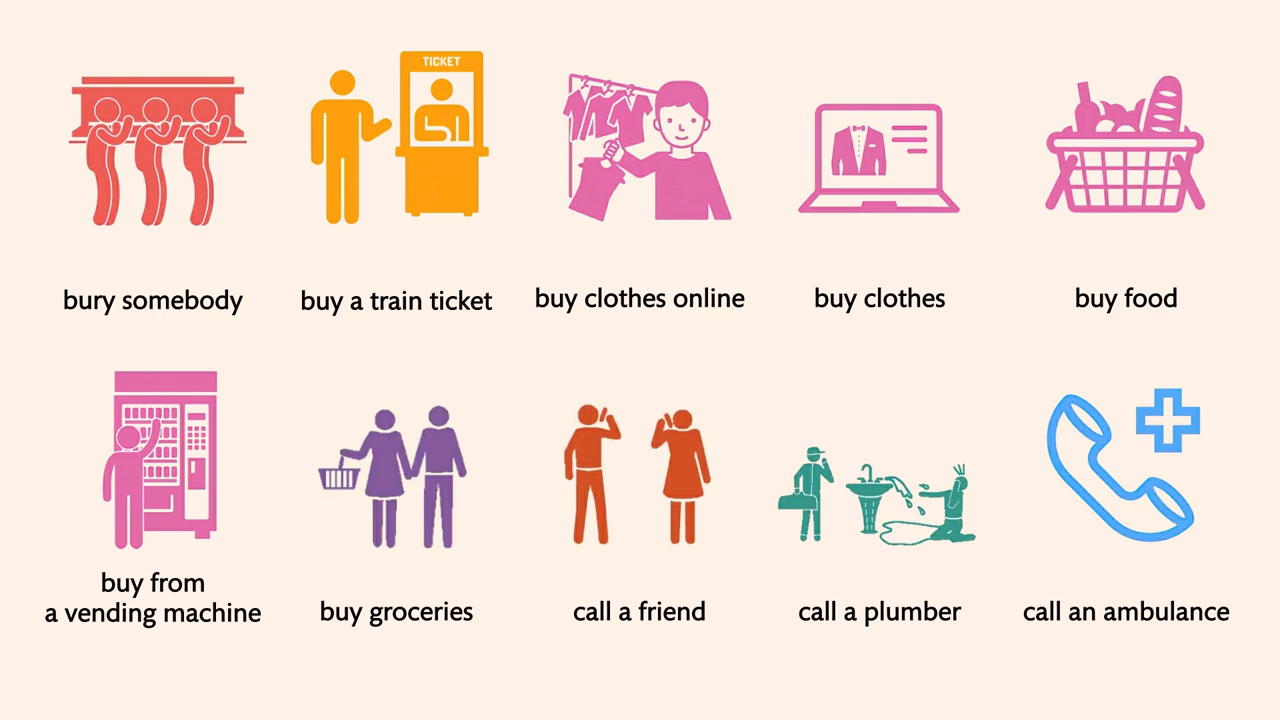 TICKET
bury somebody
buy a train ticket
buy clothes online
buy clothes
buy food
buy from
a vending machine
buy groceries
call a friend
call a plumber
call an ambulance